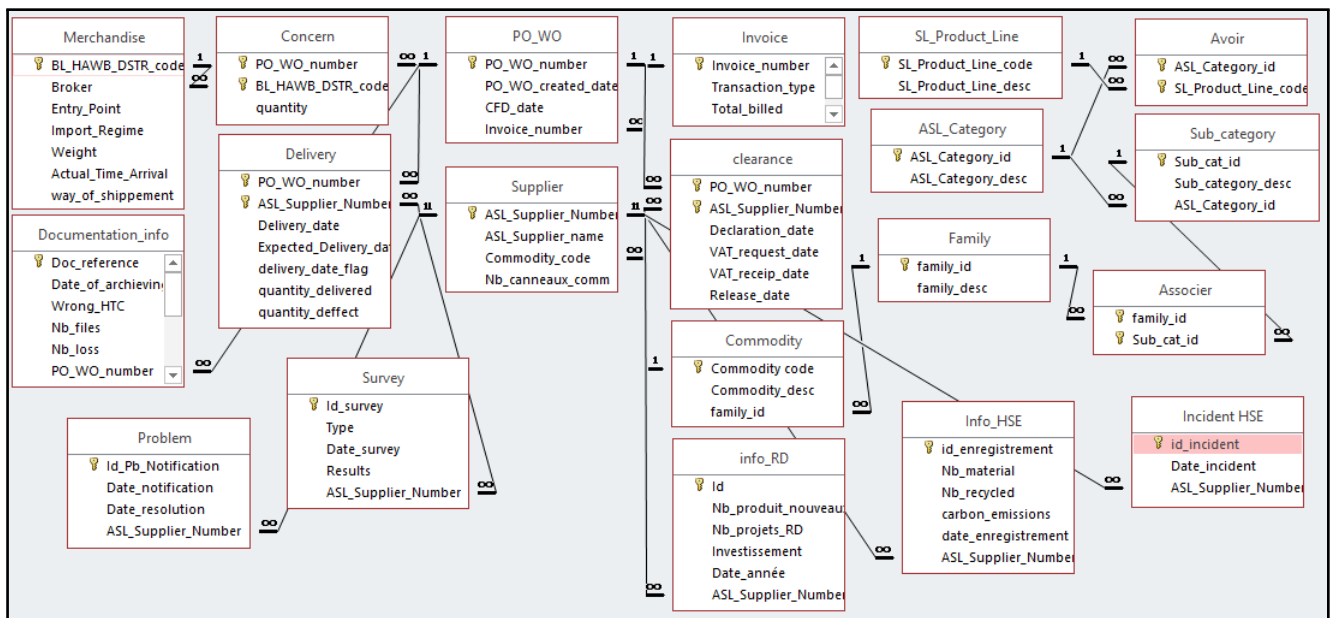 Merchandise
BL_HAWB_DSTR_code
Broker
Entry_Point
Import_Regime
Weight
Actual_Time_Arrival
way_of_shippement
Concern
PO_WO_number
BL_HAWB_DSTR_code
quantity
PO_WO
PO_WO_number
PO_WO_created_date
CFD_date
Invoice_number
Invoice
Invoice_number
Transaction_type
Total_billed
SL_Product_Line
SL_Product_Line_code
SL_Product_Line_desc
Avoir
ASL_Category_id
SL_Product_Line_code
ASL_Category
ASL_Category_id
ASL_Category_desc
Sub_category
Sub_cat_id
Sub_category_desc
ASL_Category_id
Delivery
PO_WO_number
ASL_Supplier_Number
Delivery_date
Expected_Delivery_dat
delivery_date_flag
quantity_delivered
quantity_deffect
Supplier
ASL_Supplier_Number
ASL_Supplier_name
Commodity_code
Nb_canneaux_comm
clearance
PO_WO_number
ASL_Supplier_Number
Declaration_date
VAT_request_date
VAT_receip_date
Release_date
Family
family_id
family_desc
Associer
family_id
Sub_cat_id
Documentation_info
Doc_reference
Date_of_archieving
Wrong_HTC
Nb_files
Nb_loss
PO_WO_number
Survey
Id_survey
Type
Date_survey
Results
ASL_Supplier_Number
Commodity
Commodity code
Commodity_desc
family_id
Problem
Id_Pb_Notification
Date_notification
Date_resolution
ASL_Supplier_Number
info_RD
Id
Nb_produit_nouveau
Nb_projets_RD
Investissement
Date_année
ASL_Supplier_Number
Info_HSE
id_enregistrement
Nb_material
Nb_recycled
carbon_emissions
date_enregistrement
ASL_Supplier_Number
Incident HSE
id_incident
Date_incident
ASL_Supplier_Number